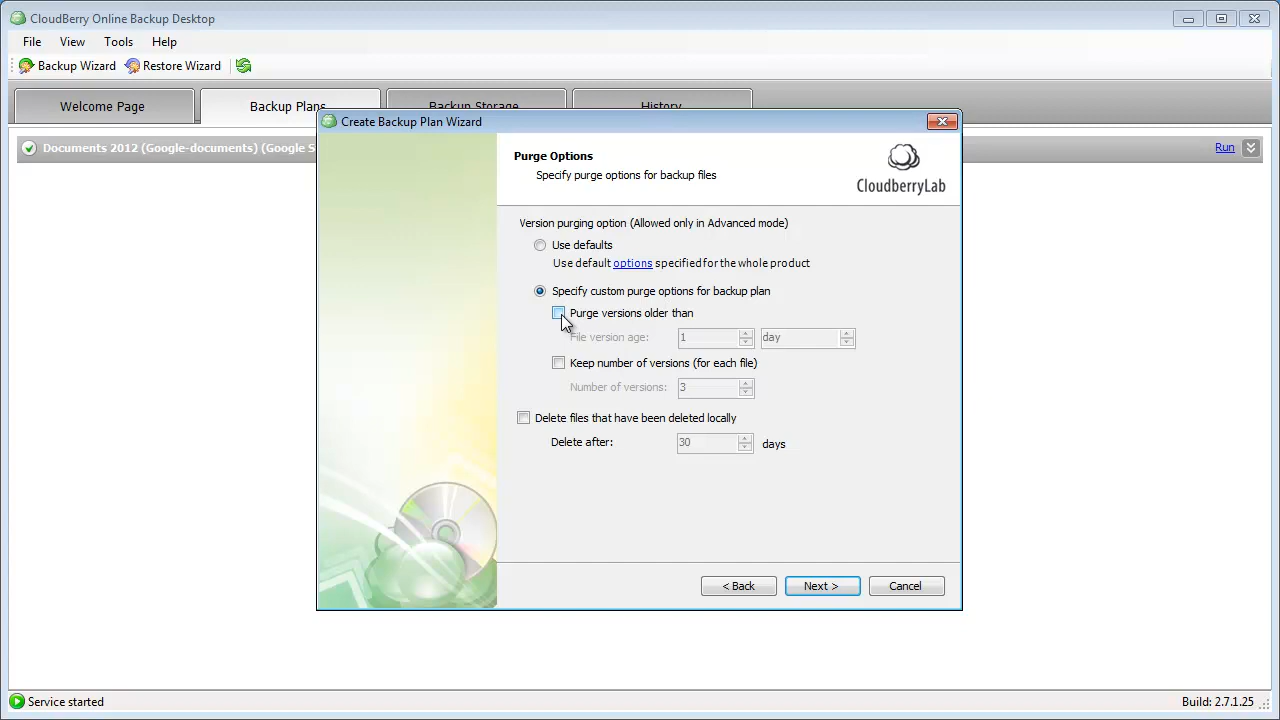 CloudBerry Online Backup Desktop
File View Tools Help
Backup Wizard Restore Wizard
Welcome Page Backup Plans Backup Storage History
Create Backup Plan Wizard
Documents 2012 (Google-documents) (Google S
Run
Purge Options
Specify purge options for backup files
CloudberryLab
Version purging option (Allowed only in Advanced mode)
Use defaults
Use default options specified for the whole product
Specify custom purge options for backup plan
Purge versions older than
File version age: 1 day
Keep number of versions (for each file)
Number of versions: 3
Delete files that have been deleted locally
Delete after: 30 days
< Back Next > Cancel
Service started Build: 2.7.1.25